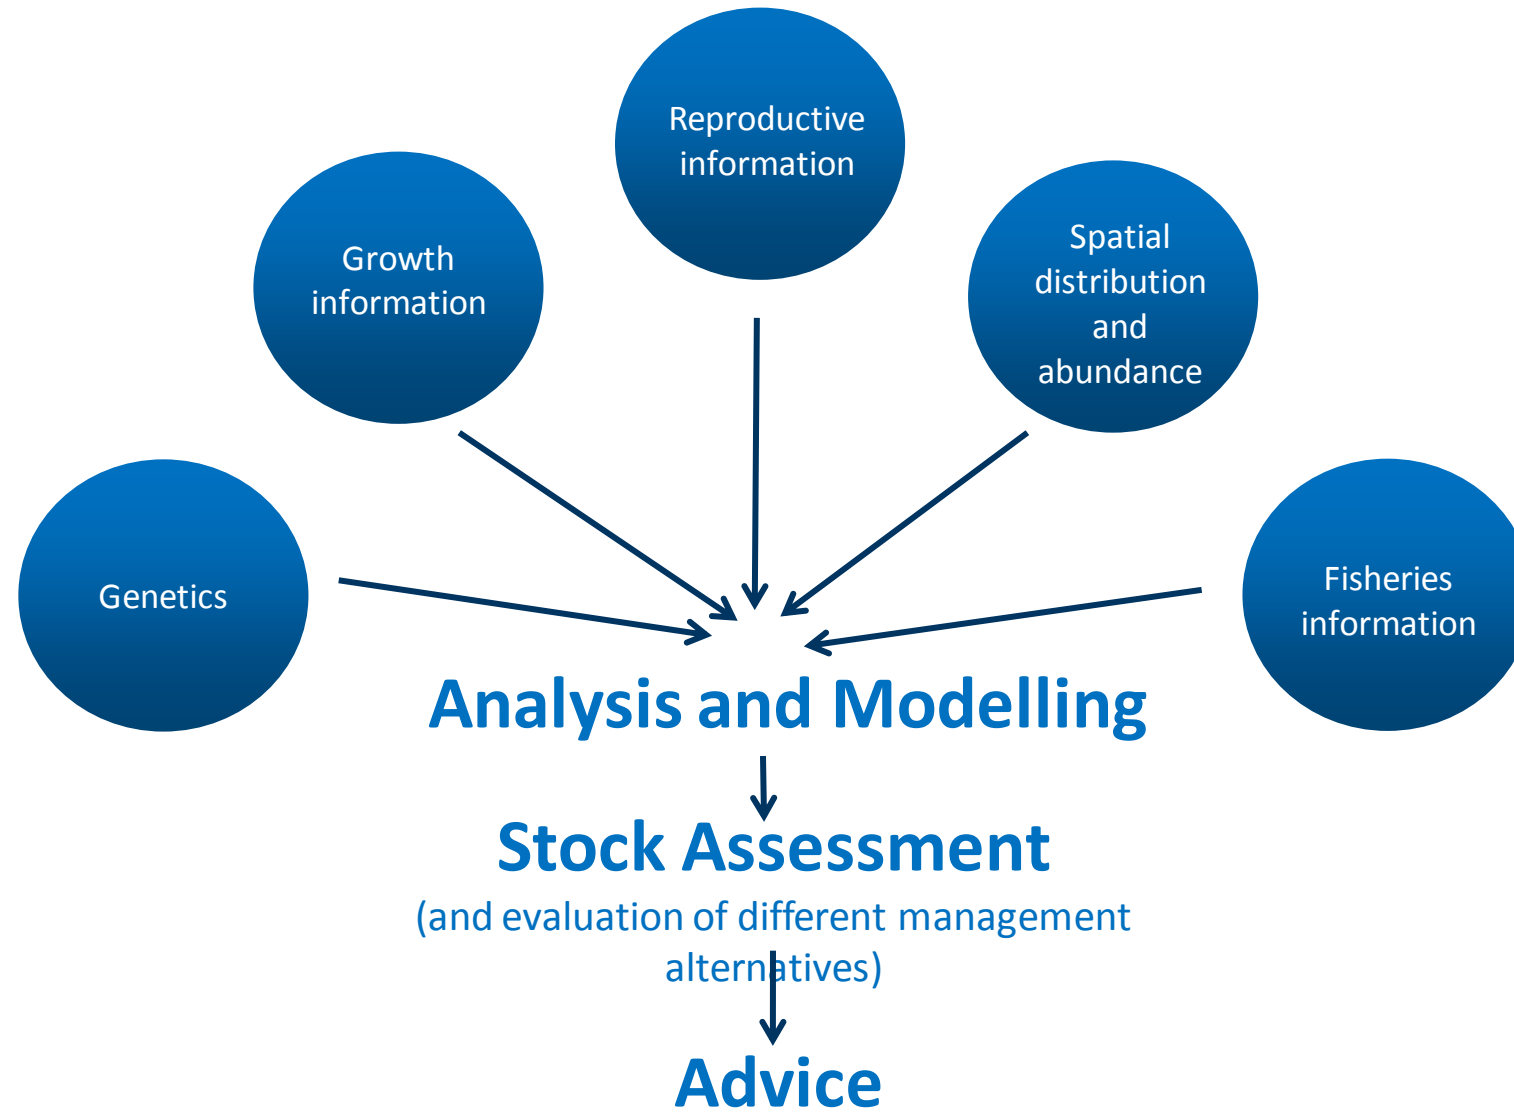 Reproductive
information
Growth
information
Spatial
distribution
and
abundance
Genetics
Fisheries
information
Analysis and Modelling
Stock Assessment
(and evaluation of different management
alternatives)
Advice